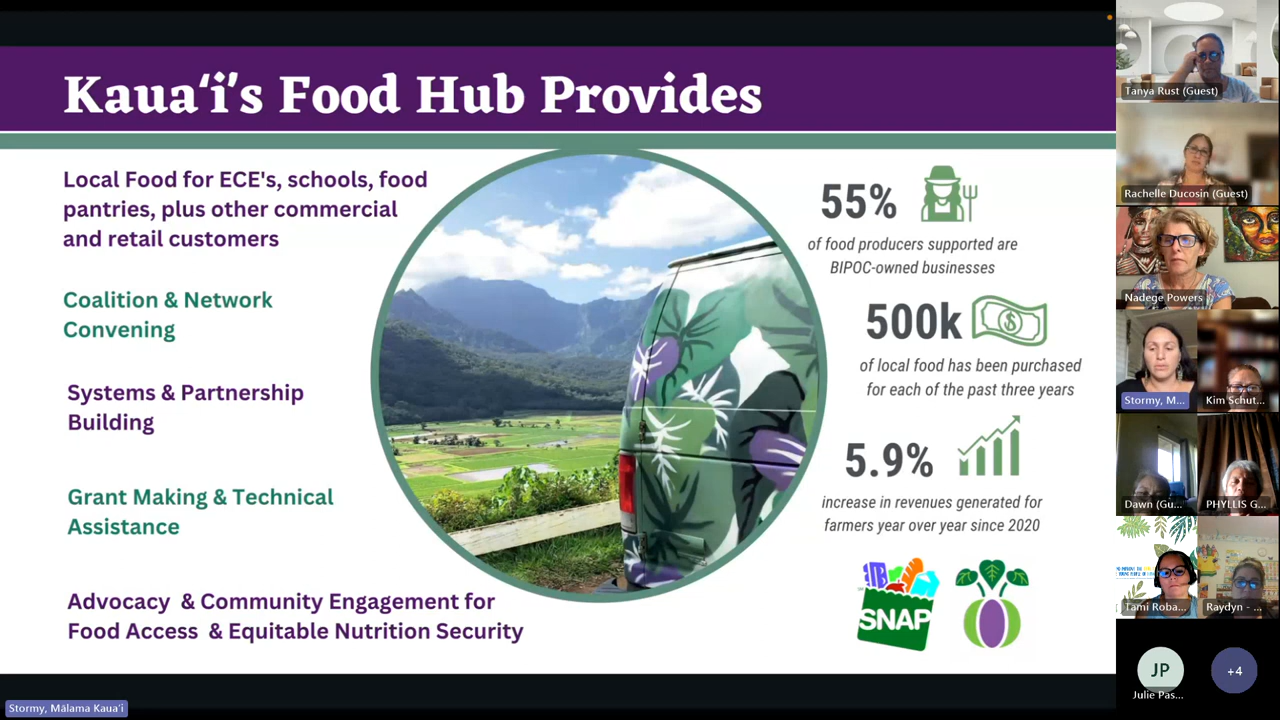 Kauaʻi's Food Hub Provides
Local Food for ECE's, schools, food
pantries, plus other commercial
and retail customers
Coalition & Network
Convening
Systems & Partnership
Building
Grant Making & Technical
Assistance
Advocacy & Community Engagement for
Food Access & Equitable Nutrition Security
55%
of food producers supported are
BIPOC-owned businesses
500k
of local food has been purchased
for each of the past three years
5.9%
increase in revenues generated for
farmers year over year since 2020
SNAP
Stormy, Mālama Kaua'i
Tanya Rust (Guest)
Rachelle Ducosin (Guest)
Nadege Powers
Stormy, M...
Kim Schut...
Dawn (Gu...
PHYLLIS G...
Tami Roba...
Raydyn - ...
JP
Julie Pas...
+4